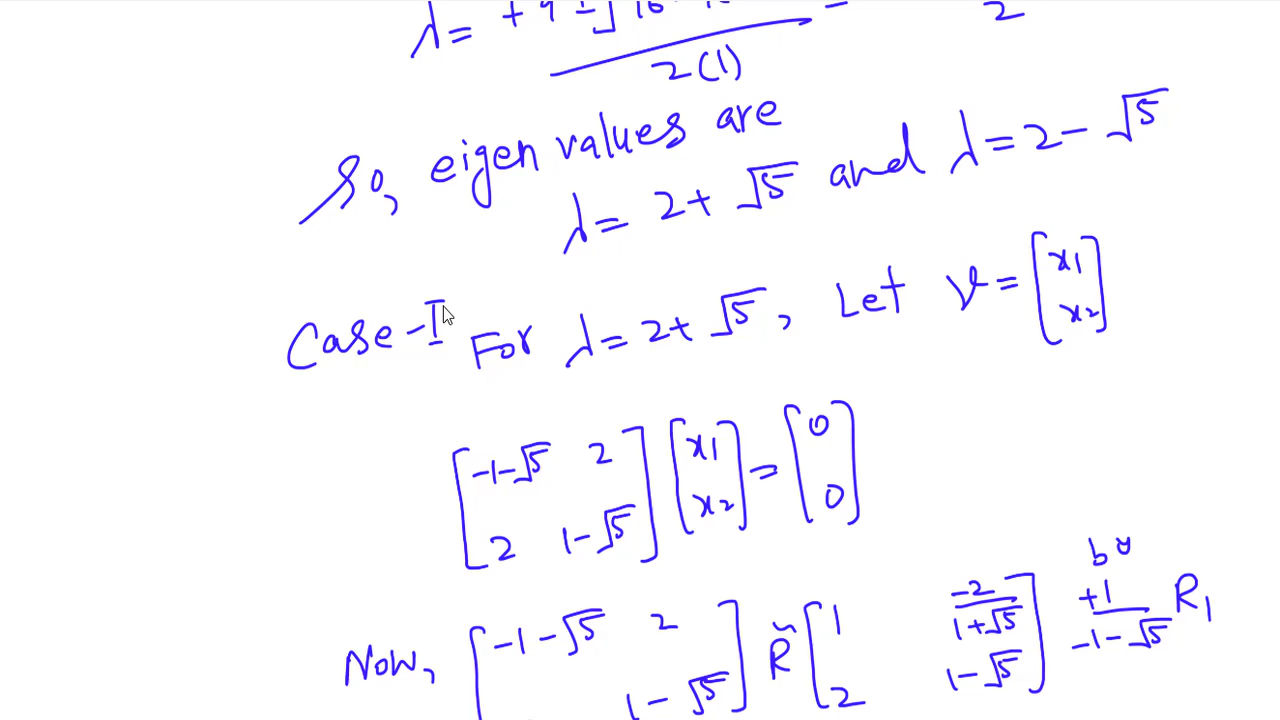 λ = +4 ± √16
2(1) 2
So, eigen values are
λ = 2+ √5 and λ = 2 - √5
Case - I For λ = 2+ √5, Let v = [x1 x2]
[-1-√5 2
2 1-√5] [x1 x2] = [0 0]
by
Now, [-1-√5 2 R̃ [1 -2/(1+√5) +1/(-1-√5) R1
1-√5] 2 1-√5]